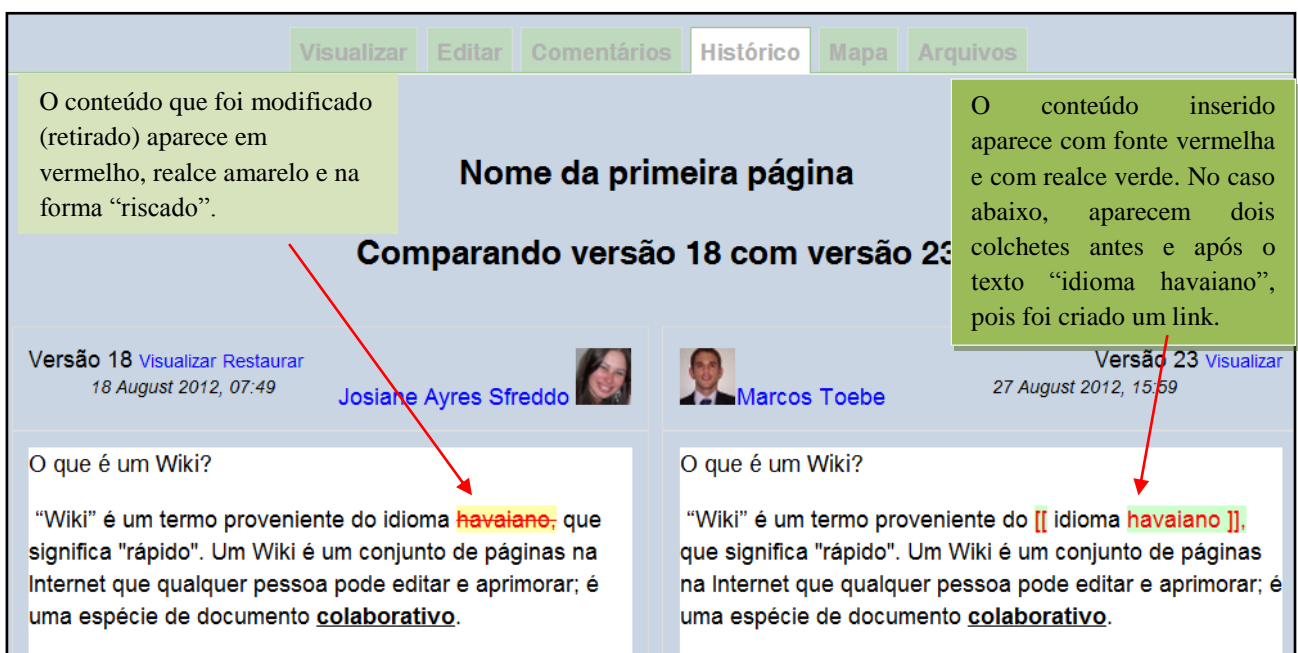 Visualizar Editar Comentários Histórico Mapa Arquivos
O conteúdo que foi modificado
(retirado) aparece em
vermelho, realce amarelo e na
forma “riscado”.
O conteúdo inserido
aparece com fonte vermelha
e com realce verde. No caso
abaixo, aparecem dois
colchetes antes e após o
texto “idioma havaiano”,
pois foi criado um link.
Nome da primeira página
Comparando versão 18 com versão 23
Versão 18 Visualizar Restaurar
18 August 2012, 07:49
Josiane Ayres Sfreddo
Versão 23 Visualizar
27 August 2012, 15:59
Marcos Toebe
O que é um Wiki?
“Wiki” é um termo proveniente do idioma havaiano, que
significa "rápido". Um Wiki é um conjunto de páginas na
Internet que qualquer pessoa pode editar e aprimorar; é
uma espécie de documento colaborativo.
O que é um Wiki?
“Wiki” é um termo proveniente do [[ idioma havaiano ]],
que significa "rápido". Um Wiki é um conjunto de páginas
na Internet que qualquer pessoa pode editar e aprimorar; é
uma espécie de documento colaborativo.